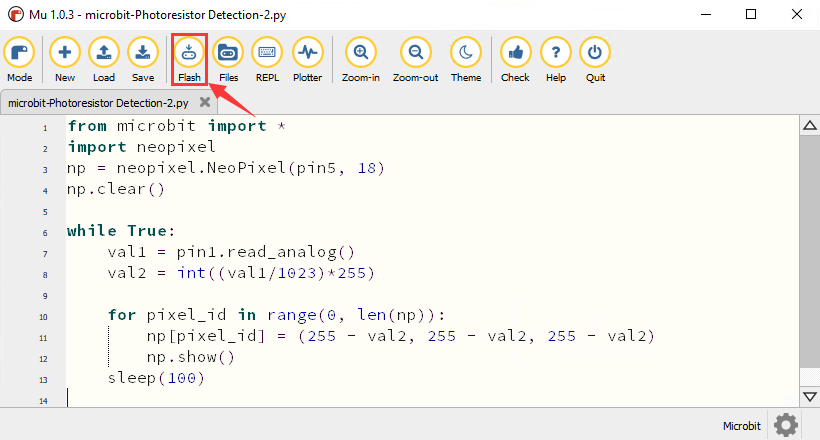 Mu 1.0.3 - microbit-Photoresistor Detection-2.py
Mode New Load Save Flash Files REPL Plotter Zoom-in Zoom-out Theme Check Help Quit
microbit-Photoresistor Detection-2.py
1 from microbit import *
2 import neopixel
3 np = neopixel.NeoPixel(pin5, 18)
4 np.clear()
5
6 while True:
7     val1 = pin1.read_analog()
8     val2 = int((val1/1023)*255)
9
10     for pixel_id in range(0, len(np)):
11         np[pixel_id] = (255 - val2, 255 - val2, 255 - val2)
12         np.show()
13     sleep(100)
14
Microbit